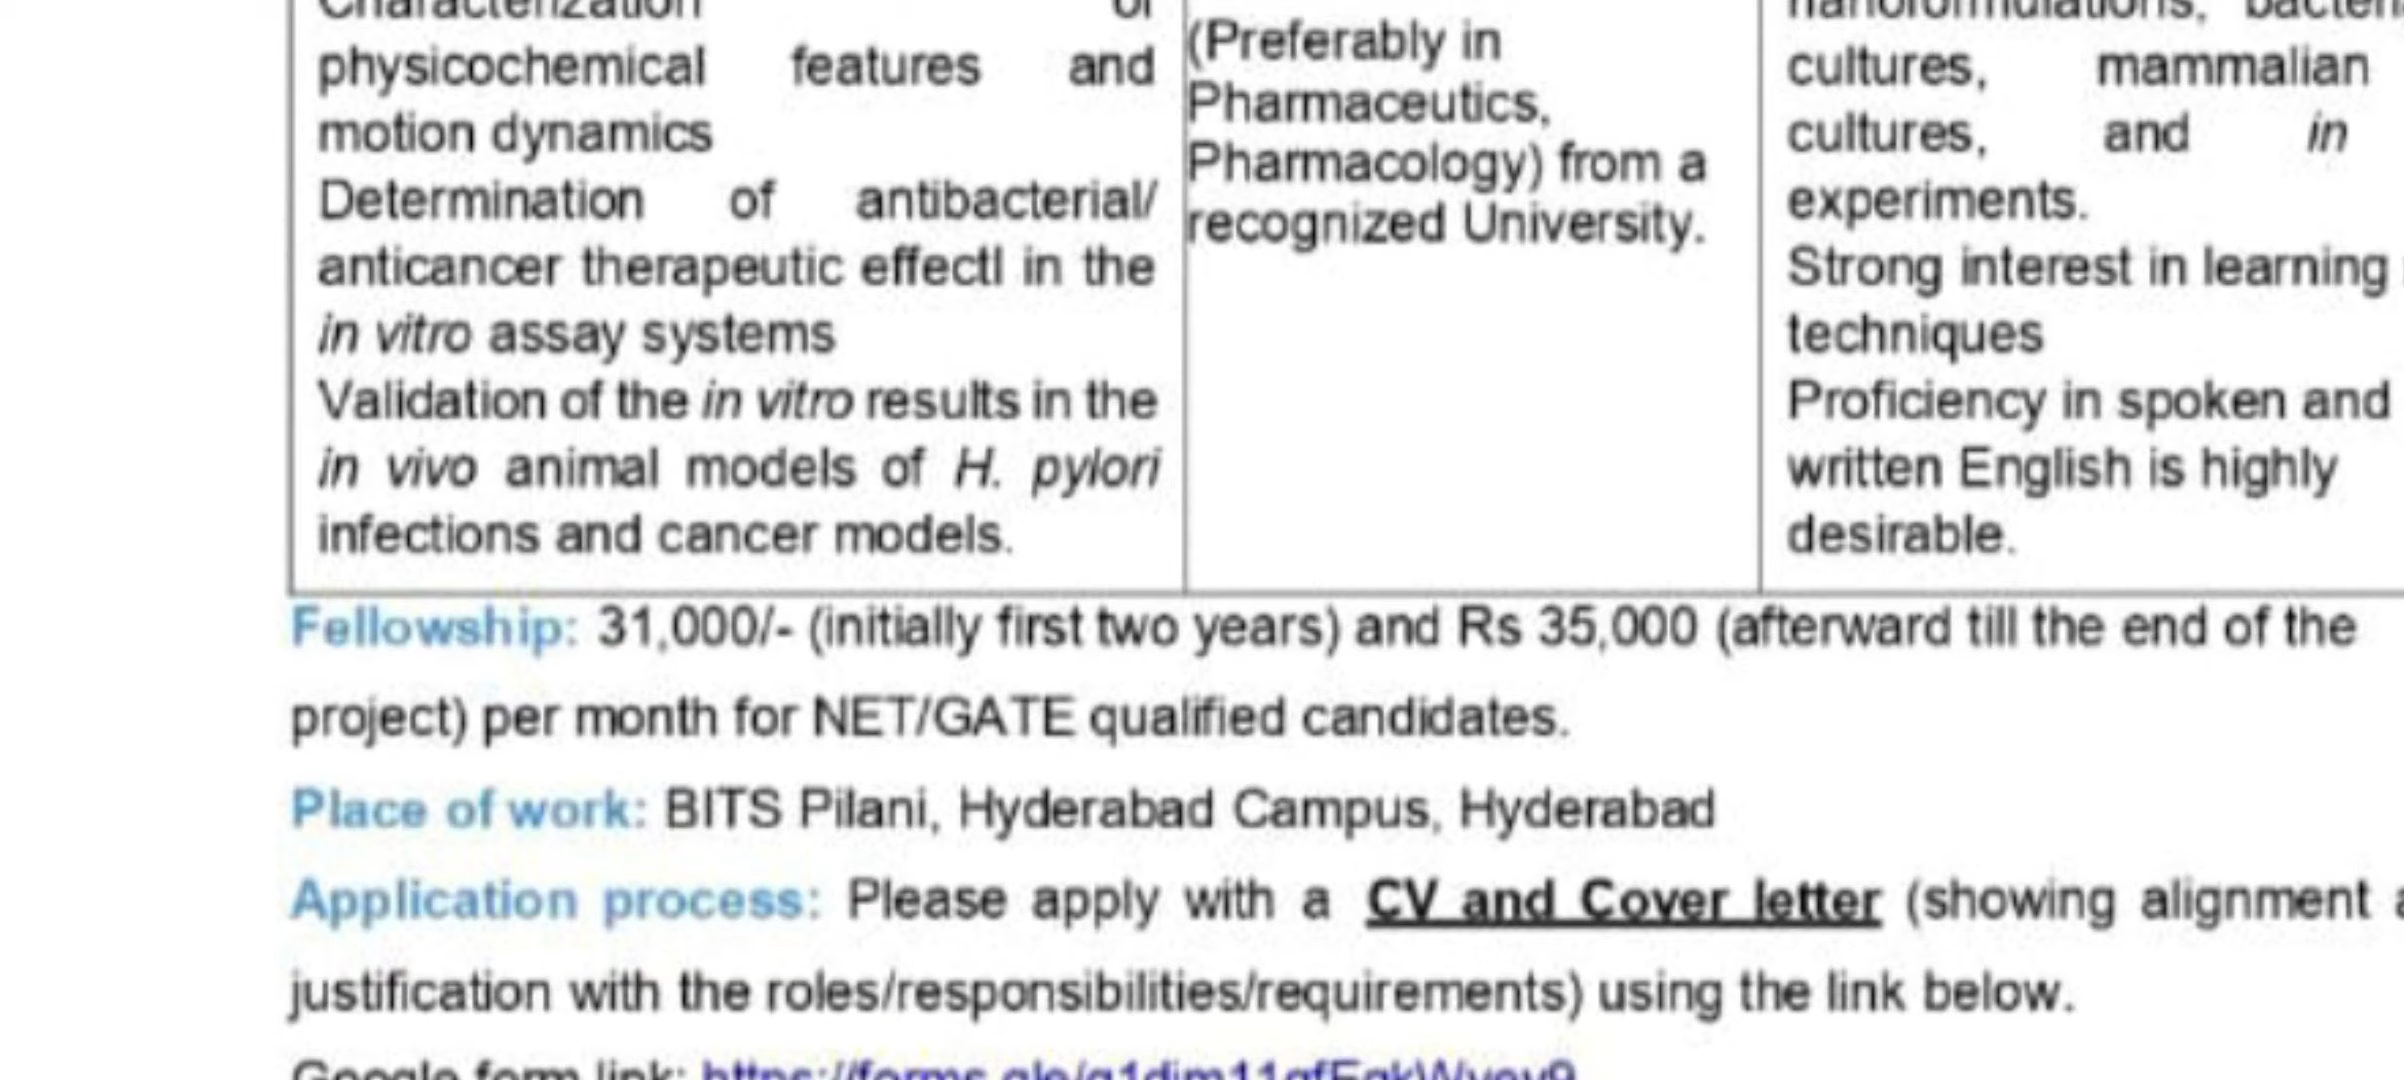 Characterization of
physicochemical features and
motion dynamics
Determination of antibacterial/
anticancer therapeutic effectl in the
in vitro assay systems
Validation of the in vitro results in the
in vivo animal models of H. pylori
infections and cancer models.
(Preferably in
Pharmaceutics,
Pharmacology) from a
recognized University.
nanoformulations,
cultures, mammalian
cultures, and in
experiments.
Strong interest in learning
techniques
Proficiency in spoken and
written English is highly
desirable.
Fellowship: 31,000/- (initially first two years) and Rs 35,000 (afterward till the end of the
project) per month for NET/GATE qualified candidates.
Place of work: BITS Pilani, Hyderabad Campus, Hyderabad
Application process: Please apply with a CV and Cover letter (showing alignment
justification with the roles/responsibilities/requirements) using the link below.
Google form link: